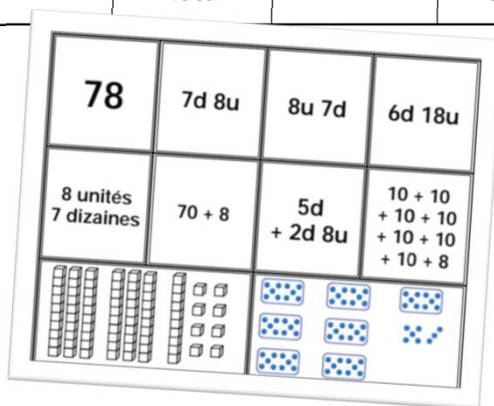 78
7d 8u
8u 7d
6d 18u
8 unités
7 dizaines
70 + 8
5d
+ 2d 8u
10 + 10
+ 10 + 10
+ 10 + 10
+ 10 + 8